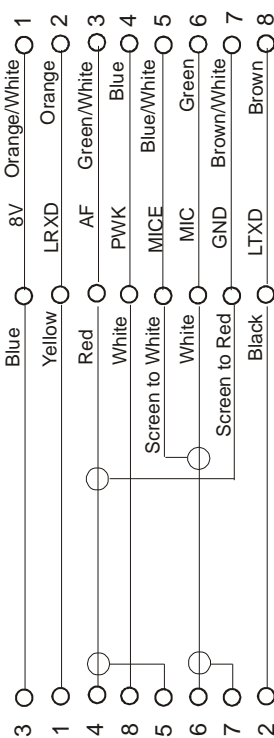 1 Orange/White 8V Blue 3
2 Orange LRXD Yellow 1
3 Green/White AF Red 4
4 Blue PWK White 8
5 Blue/White MICE Screen to White 5
6 Green MIC White 6
7 Brown/White GND Screen to Red 7
8 Brown LTXD Black 2